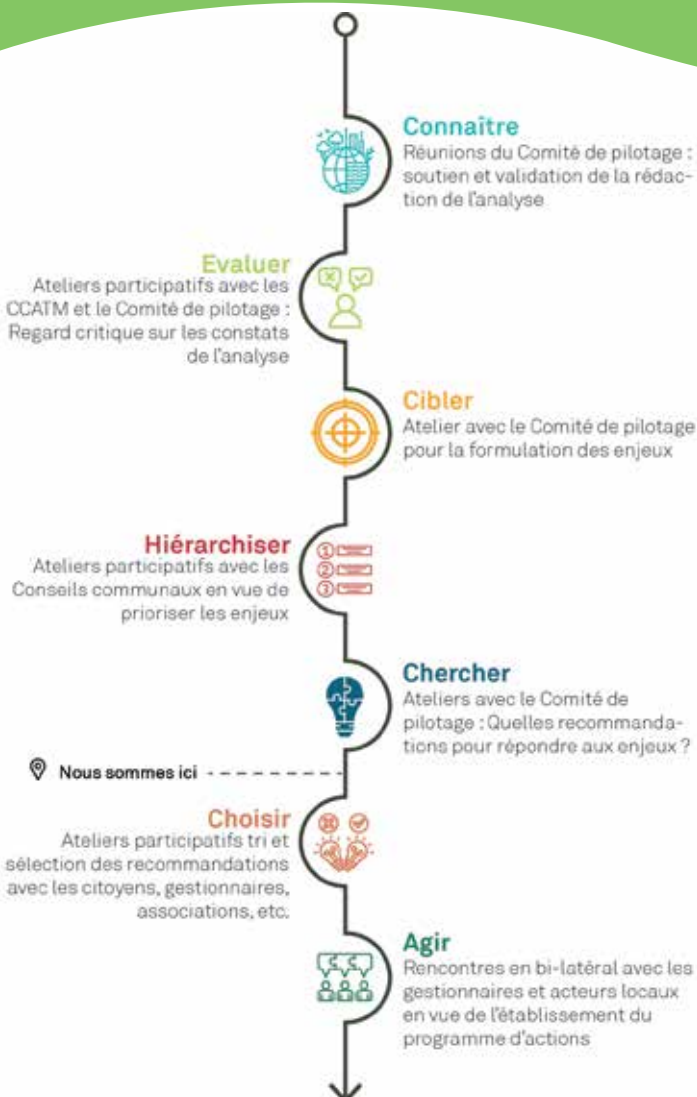 Connaître
Réunions du Comité de pilotage :
soutien et validation de la rédac-
tion de l'analyse
Evaluer
Ateliers participatifs avec les
CCATM et le Comité de pilotage :
Regard critique sur les constats
de l'analyse
Cibler
Atelier avec le Comité de pilotage
pour la formulation des enjeux
Hiérarchiser
Ateliers participatifs avec les
Conseils communaux en vue de
prioriser les enjeux
1
2
3
Chercher
Ateliers avec le Comité de
pilotage : Quelles recommanda-
tions pour répondre aux enjeux ?
Nous sommes ici
Choisir
Ateliers participatifs tri et
sélection des recommandations
avec les citoyens, gestionnaires,
associations, etc.
Agir
Rencontres en bi-latéral avec les
gestionnaires et acteurs locaux
en vue de l'établissement du
programme d'actions